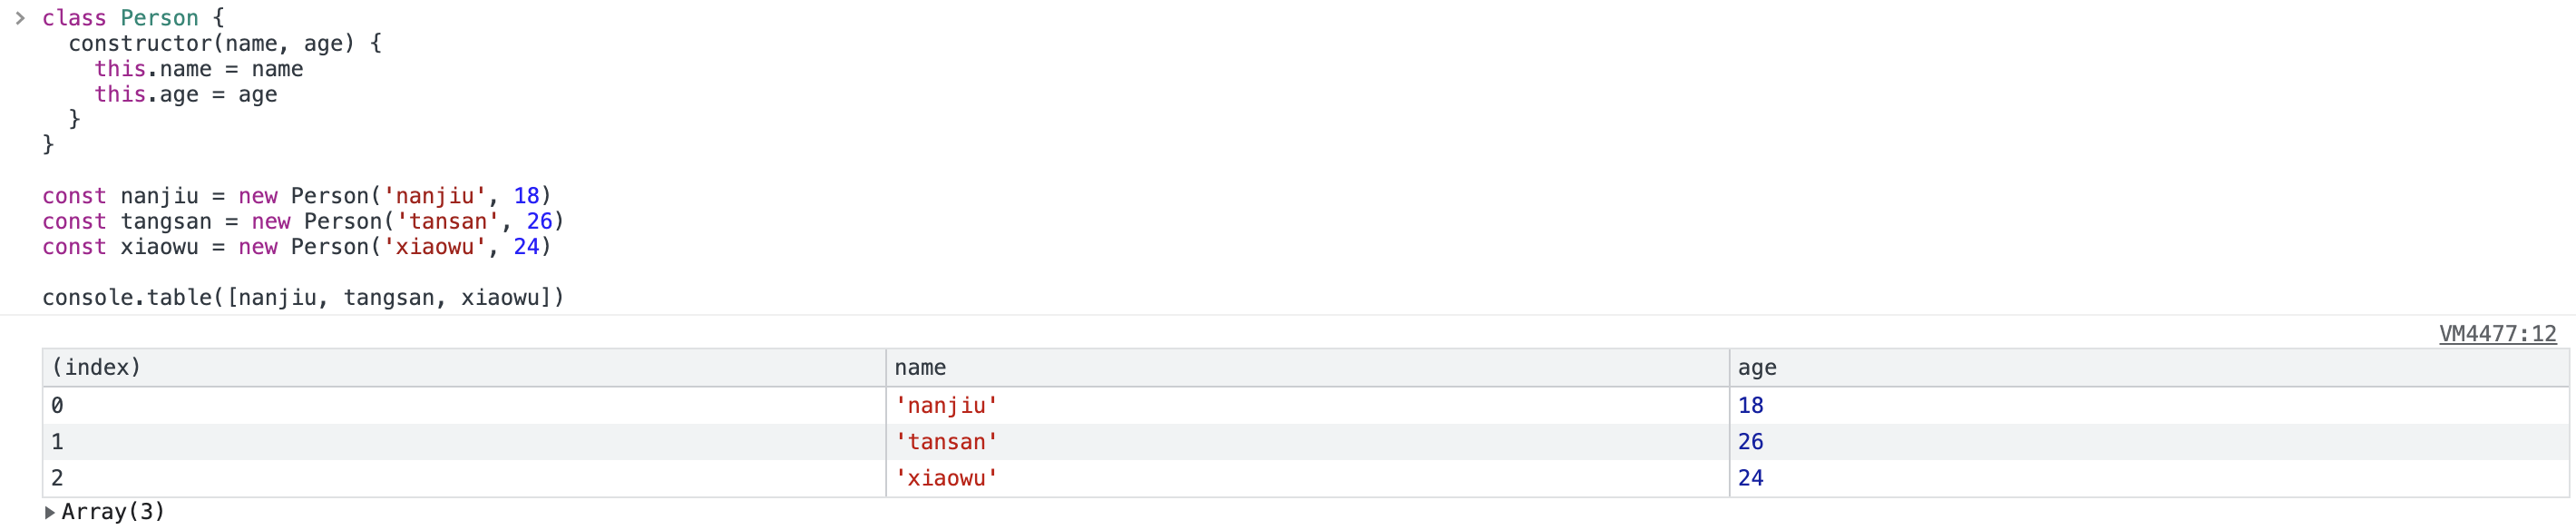 > class Person {
  constructor(name, age) {
    this.name = name
    this.age = age
  }
}

const nanjiu = new Person('nanjiu', 18)
const tangsan = new Person('tansan', 26)
const xiaowu = new Person('xiaowu', 24)

console.table([nanjiu, tangsan, xiaowu])
VM4477:12
(index) name age
0 'nanjiu' 18
1 'tansan' 26
2 'xiaowu' 24
▶ Array(3)